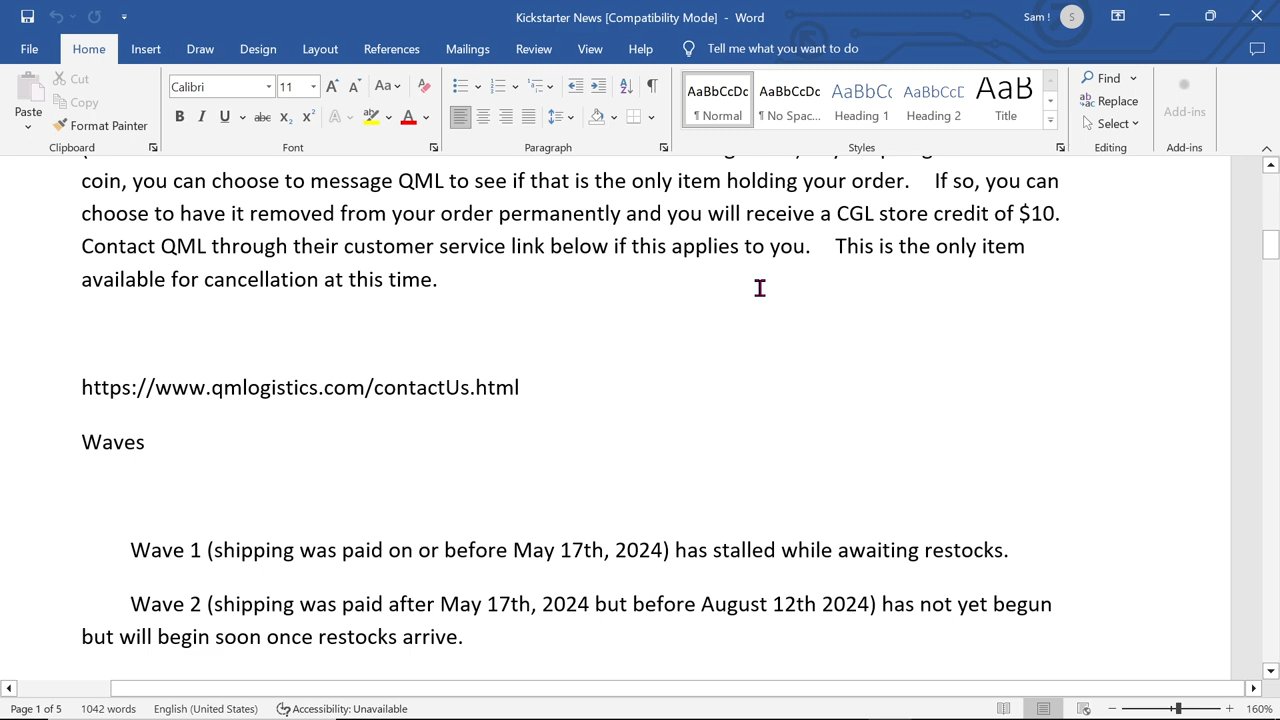 Kickstarter News [Compatibility Mode] - Word
Sam !
S
File Home Insert Draw Design Layout References Mailings Review View Help Tell me what you want to do
Paste
Cut
Copy
Format Painter
Calibri 11
Aa
B I U abc x₂ x² A A
AaBbCcDc
¶ Normal
AaBbCcDc
¶ No Spac...
AaBbCc
Heading 1
AaBbCcC
Heading 2
AaB
Title
Find
Replace
Select
Add-ins
Clipboard Font Paragraph Styles Editing Add-ins
coin, you can choose to message QML to see if that is the only item holding your order. If so, you can
choose to have it removed from your order permanently and you will receive a CGL store credit of $10.
Contact QML through their customer service link below if this applies to you. This is the only item
available for cancellation at this time.
https://www.qmlogistics.com/contactUs.html
Waves
Wave 1 (shipping was paid on or before May 17th, 2024) has stalled while awaiting restocks.
Wave 2 (shipping was paid after May 17th, 2024 but before August 12th 2024) has not yet begun
but will begin soon once restocks arrive.
Page 1 of 5 1042 words English (United States) Accessibility: Unavailable 160%